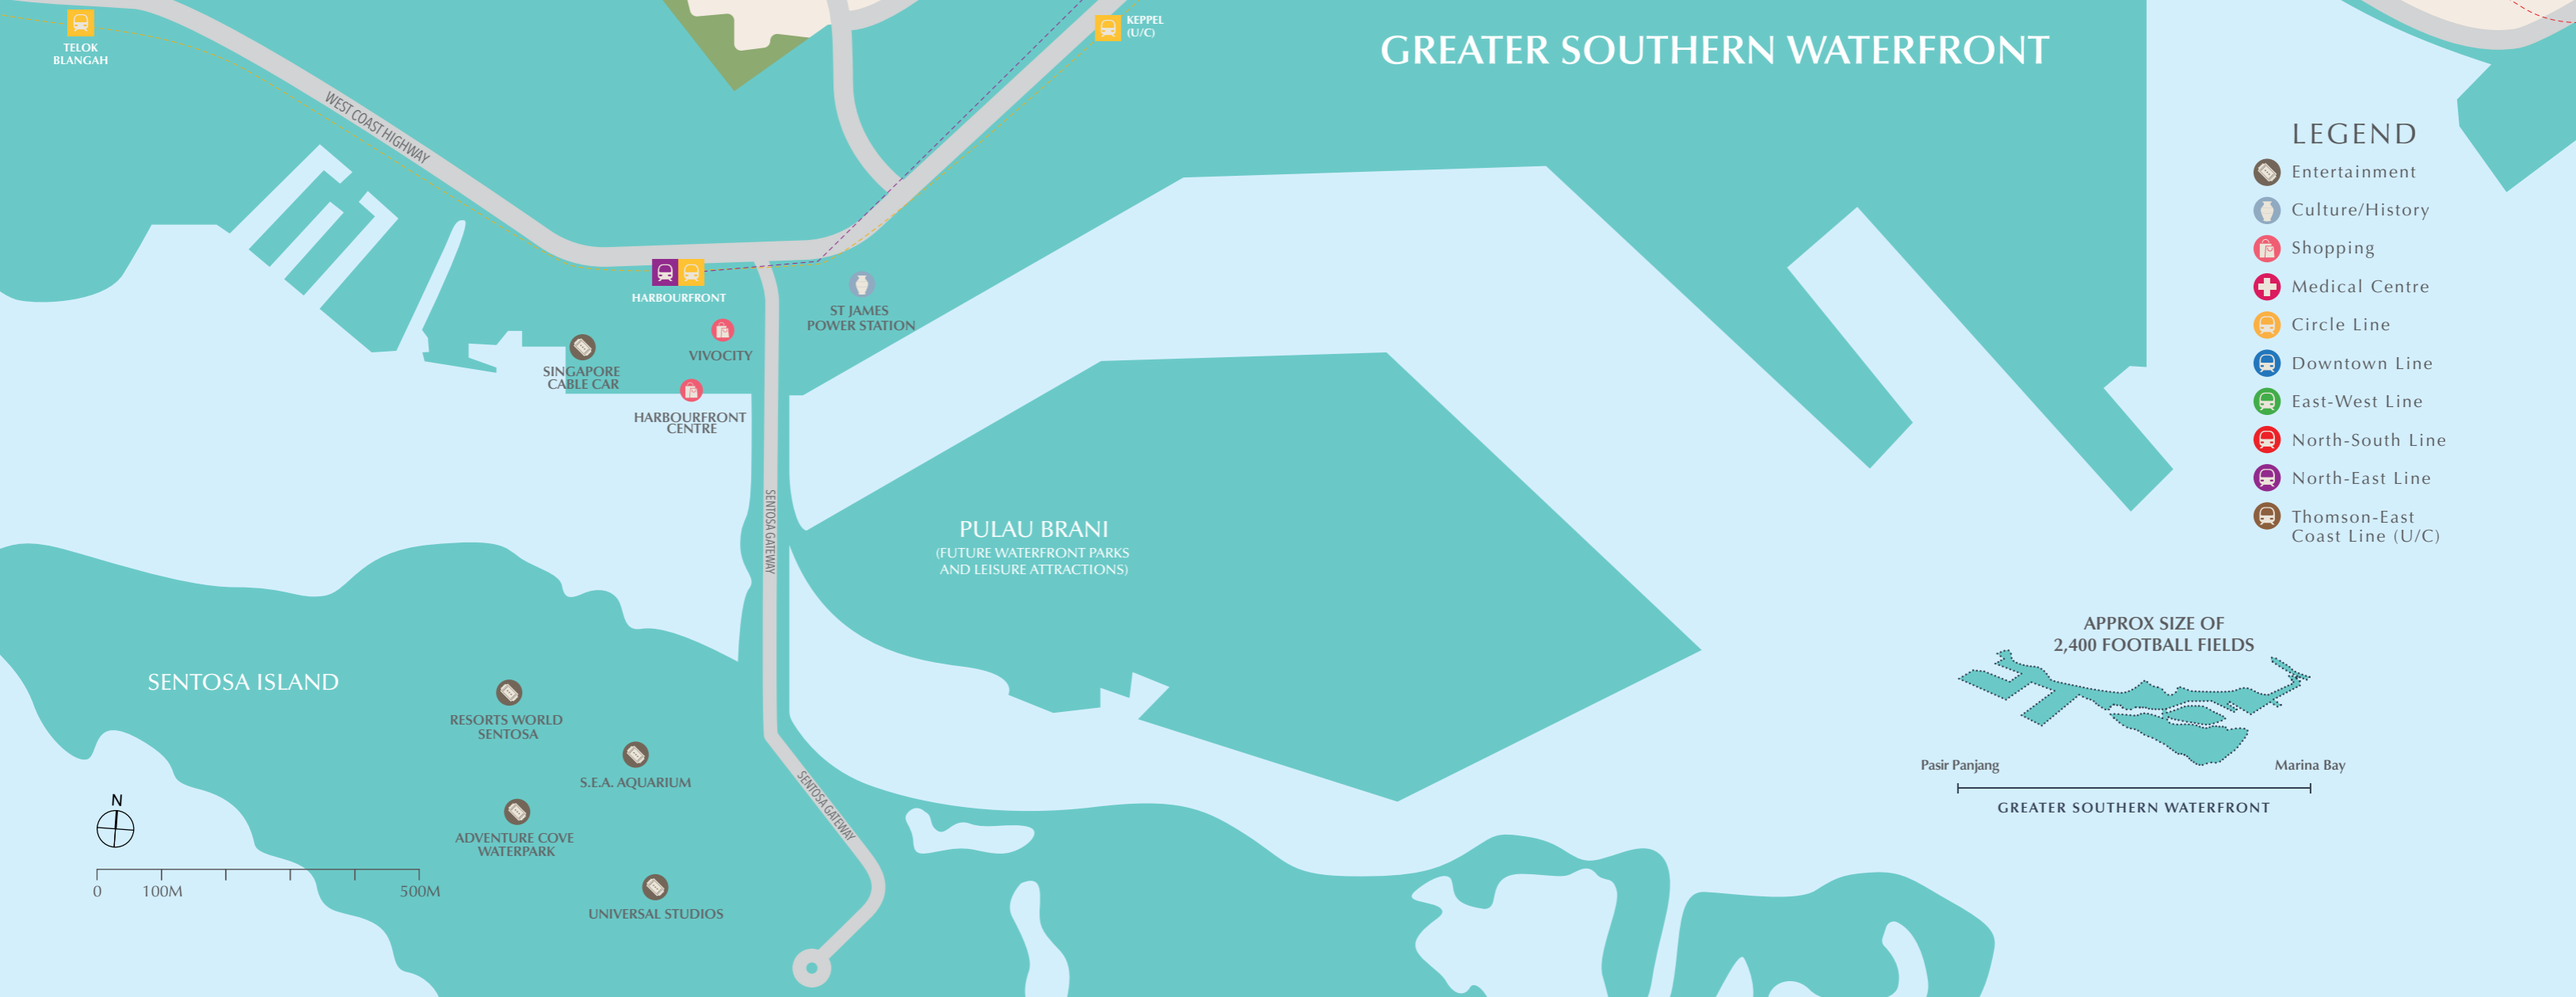 TELOK
BLANGAH
KEPPEL
(U/C)
GREATER SOUTHERN WATERFRONT
WEST COAST HIGHWAY
HARBOURFRONT
ST JAMES
POWER STATION
VIVOCITY
SINGAPORE
CABLE CAR
HARBOURFRONT
CENTRE
SENTOSA GATEWAY
PULAU BRANI
(FUTURE WATERFRONT PARKS
AND LEISURE ATTRACTIONS)
SENTOSA ISLAND
RESORTS WORLD
SENTOSA
S.E.A. AQUARIUM
SENTOSA GATEWAY
ADVENTURE COVE
WATERPARK
UNIVERSAL STUDIOS
N
0 100M 500M
LEGEND
Entertainment
Culture/History
Shopping
Medical Centre
Circle Line
Downtown Line
East-West Line
North-South Line
North-East Line
Thomson-East
Coast Line (U/C)
APPROX SIZE OF
2,400 FOOTBALL FIELDS
Pasir Panjang
Marina Bay
GREATER SOUTHERN WATERFRONT